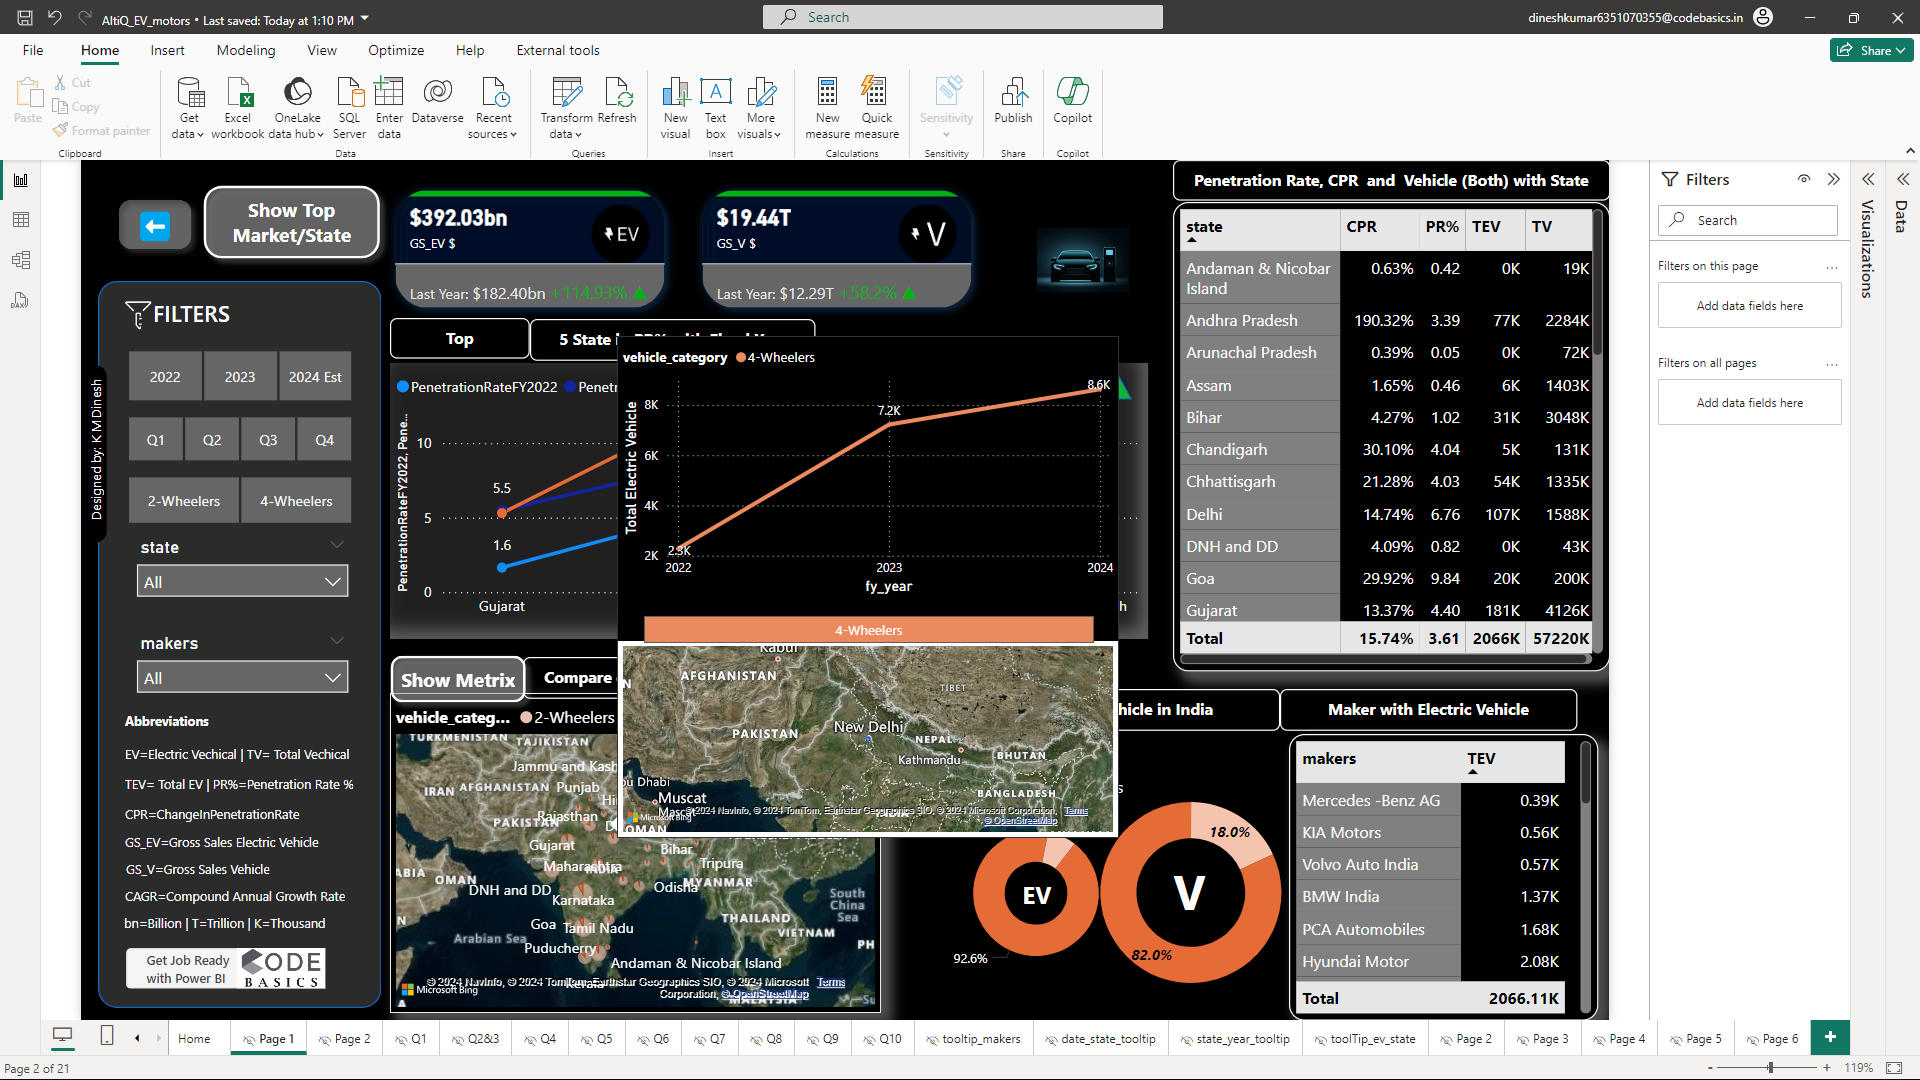 AltiQ_EV_motors • Last saved: Today at 1:10 PM
Search
dineshkumar6351070355@codebasics.in
File Home Insert Modeling View Optimize Help External tools
Share
Paste
Cut
Copy
Format painter
Clipboard
Get data
Excel workbook
OneLake data hub
SQL Server
Enter data
Dataverse
Recent sources
Data
Transform data
Refresh
Queries
New visual
Text box
More visuals
Insert
New measure
Quick measure
Calculations
Sensitivity
Sensitivity
Publish
Share
Copilot
Copilot
Show Top
Market/State
$392.03bn
GS_EV $
EV
Last Year: $182.40bn +114.93%
$19.44T
GS_V $
V
Last Year: $12.29T +58.2%
Penetration Rate, CPR and Vehicle (Both) with State
state CPR PR% TEV TV
Andaman & Nicobar Island 0.63% 0.42 0K 19K
Andhra Pradesh 190.32% 3.39 77K 2284K
Arunachal Pradesh 0.39% 0.05 0K 72K
Assam 1.65% 0.46 6K 1403K
Bihar 4.27% 1.02 31K 3048K
Chandigarh 30.10% 4.04 5K 131K
Chhattisgarh 21.28% 4.03 54K 1335K
Delhi 14.74% 6.76 107K 1588K
DNH and DD 4.09% 0.82 0K 43K
Goa 29.92% 9.84 20K 200K
Gujarat 13.37% 4.40 181K 4126K
Total 15.74% 3.61 2066K 57220K
Designed by: K M Dinesh
FILTERS
2022 2023 2024 Est
Q1 Q2 Q3 Q4
2-Wheelers 4-Wheelers
state
All
makers
All
Abbreviations
EV=Electric Vechical | TV= Total Vechical
TEV= Total EV | PR%=Penetration Rate %
CPR=ChangeInPenetrationRate
GS_EV=Gross Sales Electric Vehicle
GS_V=Gross Sales Vehicle
CAGR=Compound Annual Growth Rate
bn=Billion | T=Trillion | K=Thousand
Get Job Ready
with Power BI
CODE
BASICS
Top
5 State
PenetrationRateFY2022 Penetr
PenetrationRateFY2022, Pene...
10
5
0
5.5
1.6
Gujarat
h
vehicle_category 4-Wheelers
Total Electric Vehicle
8K
6K
4K
2K
2.3K
7.2K
8.6K
2022 2023 2024
fy_year
4-Wheelers
Kabul
AFGHANISTAN
TIBET
New Delhi
PAKISTAN
NEPAL
Kathmandu
BHUTAN
BANGLADESH
bu Dhabi
Muscat
Mascat
OMAN
© 2024 NavInfo, © 2024 TomTom, Earthstar Geographics SIO, © 2024 Microsoft Corporation, Terms
© OpenStreetMap
Microsoft Bing
Show Metrix
Compare
vehicle_categ... 2-Wheelers
TURKMENISTAN
TAJIKISTAN
Jammu and Kash
IRAN
AFGHANISTAN
Punjab
Hi
PAKISTAN
Rajasthan
Gujarat
Bihar
Maharashtra
Tripura
ABIA
OMAN
DNH and DD
Odisha
MYANMAR
Karnataka
South China Sea
Goa
Tamil Nadu
THAILAND
VIETNAM
PH
Arabian Sea
Puducherry
Andaman & Nicobar Island
Kerala
MALAYSIA
© 2024 NavInfo, © 2024 TomTom, Earthstar Geographics SIO, © 2024 Microsoft
Corporation, © OpenStreetMap
Terms
Microsoft Bing
hicle in India
s
EV
92.6%
V
18.0%
82.0%
Maker with Electric Vehicle
makers TEV
Mercedes -Benz AG 0.39K
KIA Motors 0.56K
Volvo Auto India 0.57K
BMW India 1.37K
PCA Automobiles 1.68K
Hyundai Motor 2.08K
Total 2066.11K
Filters
Search
Filters on this page ...
Add data fields here
Filters on all pages ...
Add data fields here
Visualizations
Data
Home Page 1 Page 2 Q1 Q2&3 Q4 Q5 Q6 Q7 Q8 Q9 Q10 tooltip_makers date_state_tooltip state_year_tooltip toolTip_ev_state Page 2 Page 3 Page 4 Page 5 Page 6 +
Page 2 of 21
- + 119%